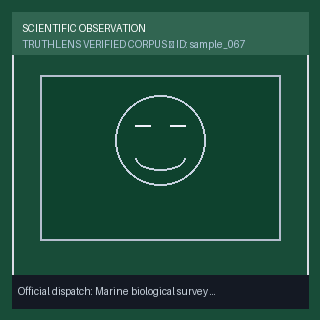 SCIENTIFIC OBSERVATION
TRUTHLENS VERIFIED CORPUS ID: sample_067
Official dispatch: Marine biological survey...